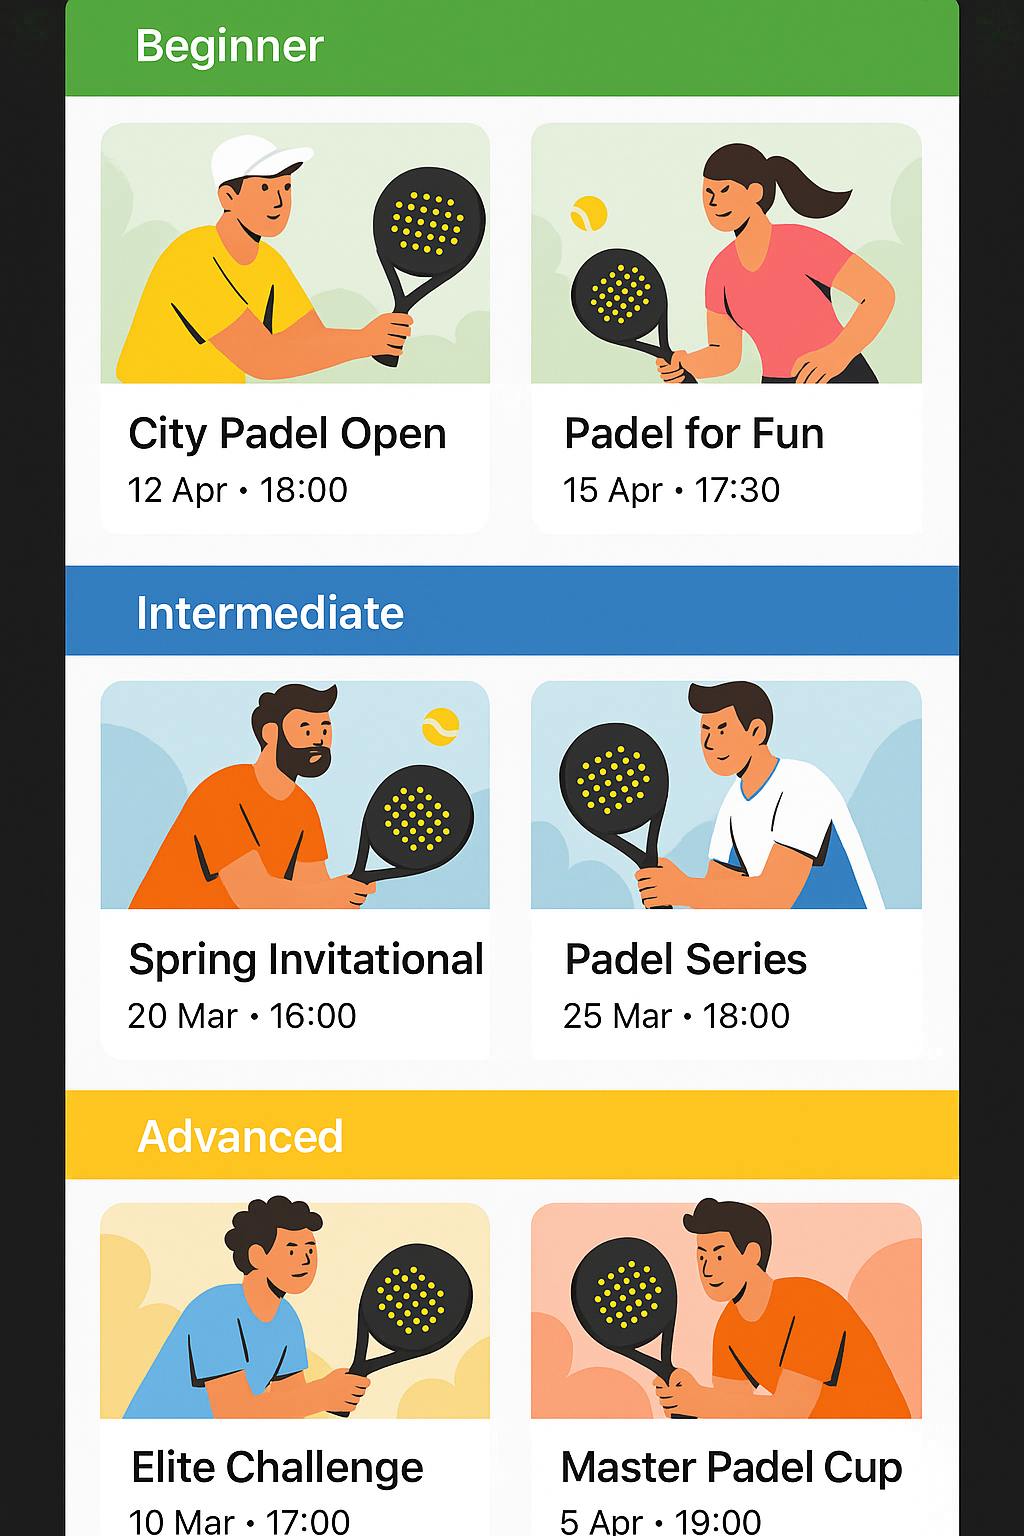 Beginner
City Padel Open
12 Apr • 18:00
Padel for Fun
15 Apr • 17:30
Intermediate
Spring Invitational
20 Mar • 16:00
Padel Series
25 Mar • 18:00
Advanced
Elite Challenge
10 Mar • 17:00
Master Padel Cup
5 Apr • 19:00